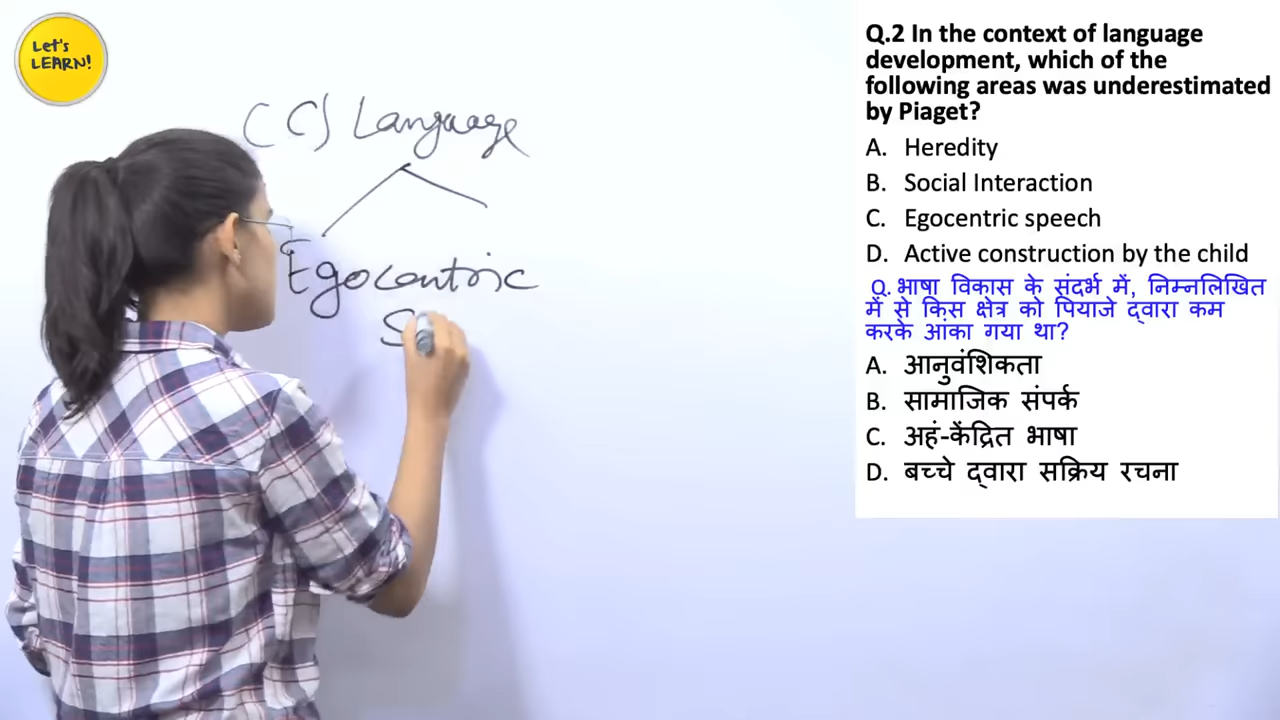 Let's
LEARN!
(C) Language
Egocentric
S
Q.2 In the context of language
development, which of the
following areas was underestimated
by Piaget?
A. Heredity
B. Social Interaction
C. Egocentric speech
D. Active construction by the child
Q. भाषा विकास के संदर्भ में, निम्नलिखित
में से किस क्षेत्र को पियाजे द्वारा कम
करके आंका गया था?
A. आनुवंशिकता
B. सामाजिक संपर्क
C. अहं-केंद्रित भाषा
D. बच्चे द्वारा सक्रिय रचना